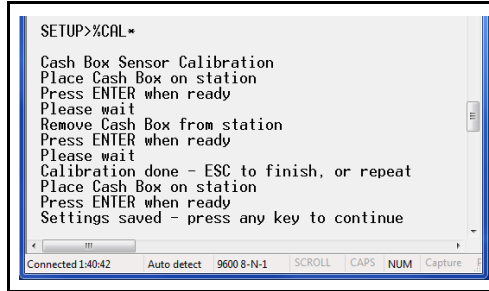 SETUP>%CAL*
Cash Box Sensor Calibration
Place Cash Box on station
Press ENTER when ready
Please wait
Remove Cash Box from station
Press ENTER when ready
Please wait
Calibration done - ESC to finish, or repeat
Place Cash Box on station
Press ENTER when ready
Settings saved - press any key to continue
Connected 1:40:42 Auto detect 9600 8-N-1 SCROLL CAPS NUM Capture